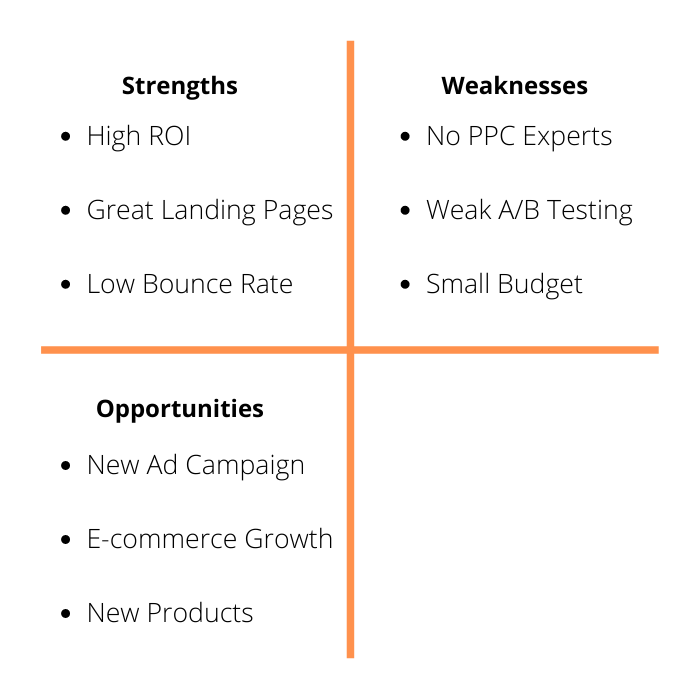 Strengths
• High ROI
• Great Landing Pages
• Low Bounce Rate
Weaknesses
• No PPC Experts
• Weak A/B Testing
• Small Budget
Opportunities
• New Ad Campaign
• E-commerce Growth
• New Products